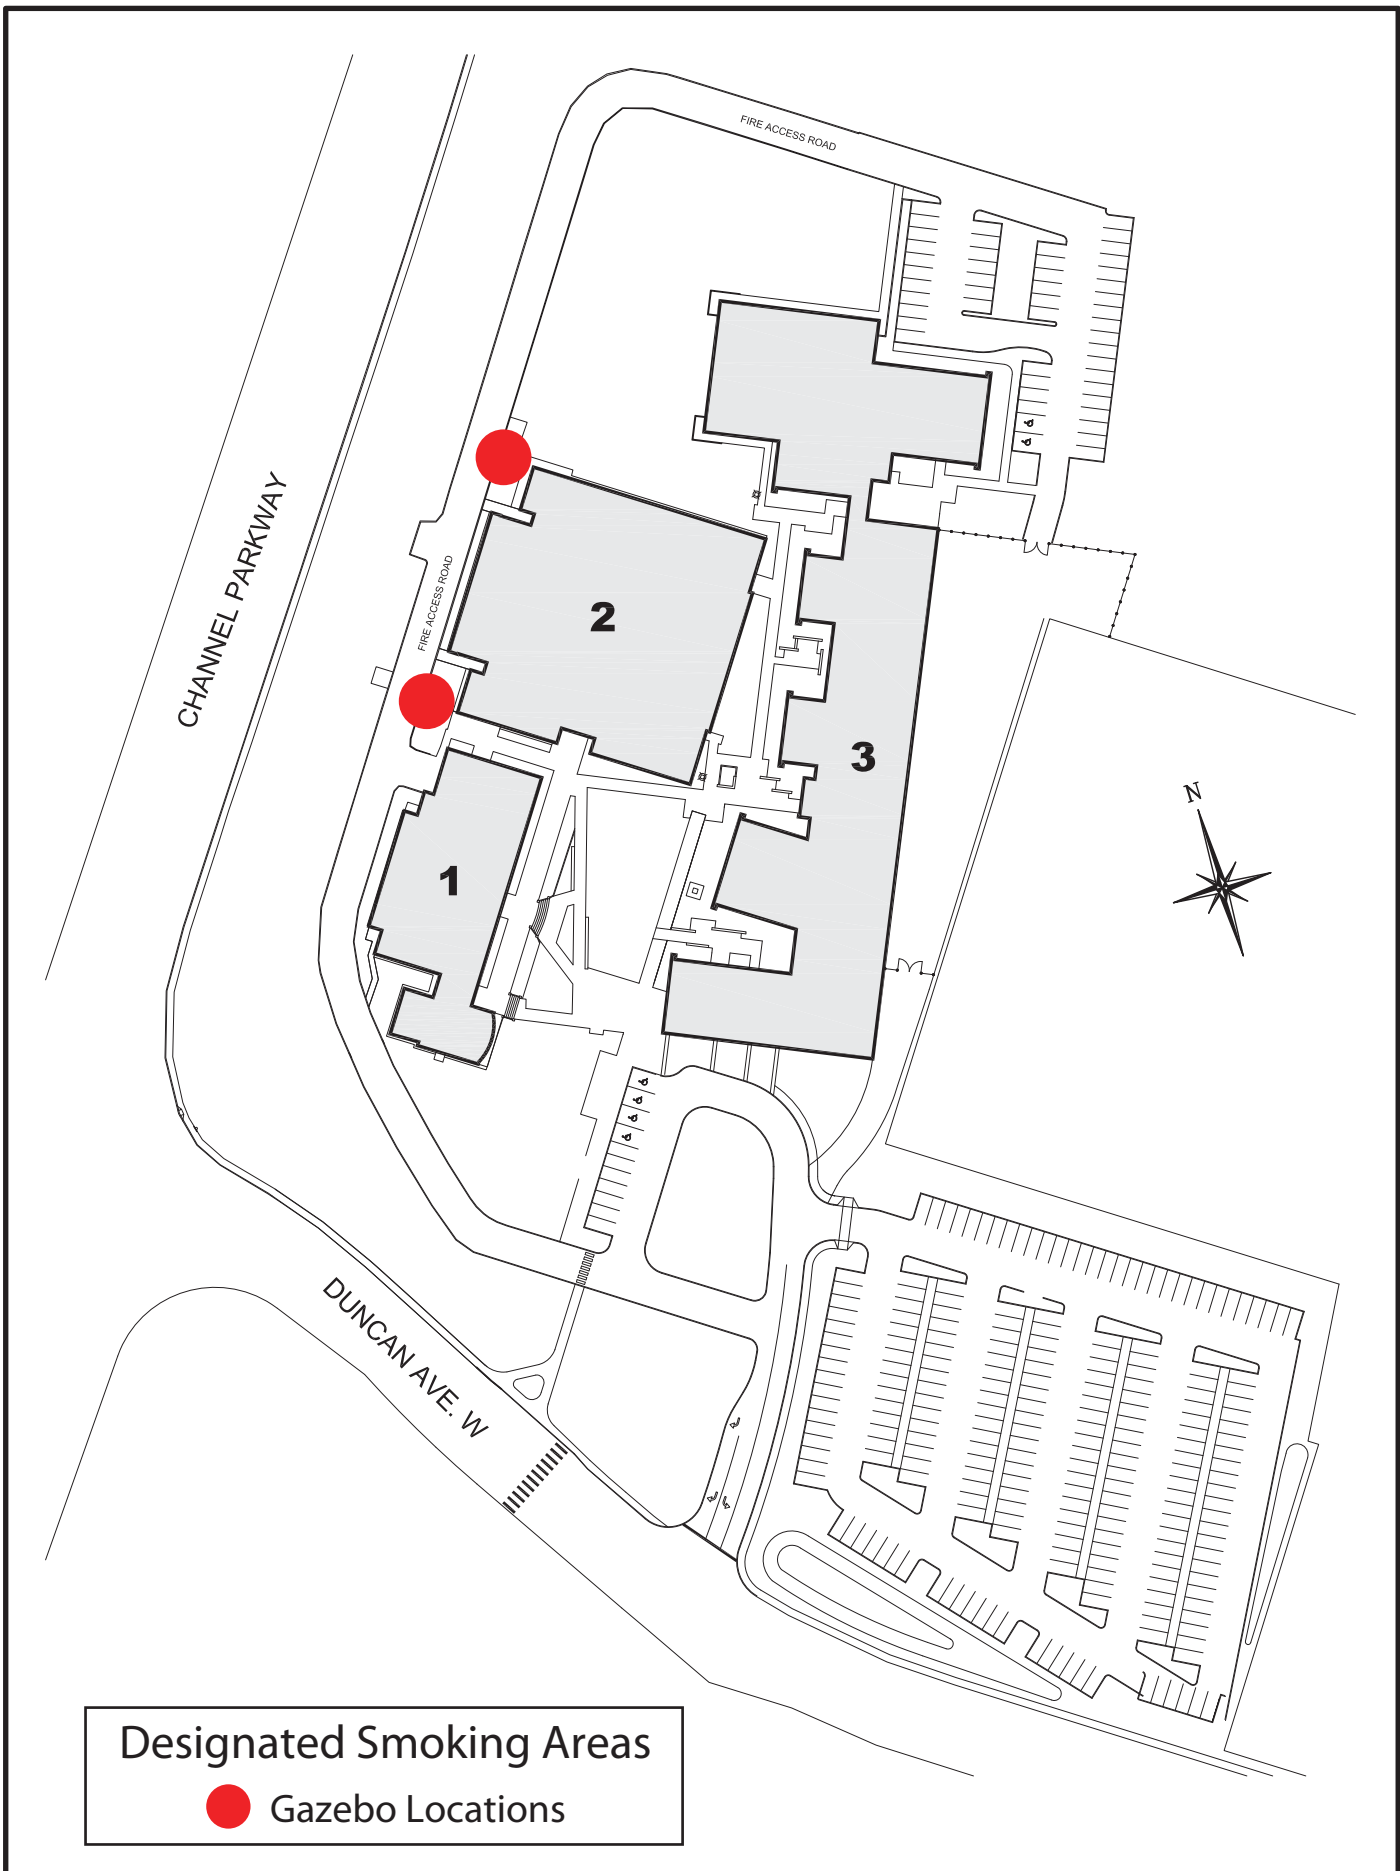 FIRE ACCESS ROAD
CHANNEL PARKWAY
FIRE ACCESS ROAD
2
3
N
1
DUNCAN AVE. W
Designated Smoking Areas
Gazebo Locations